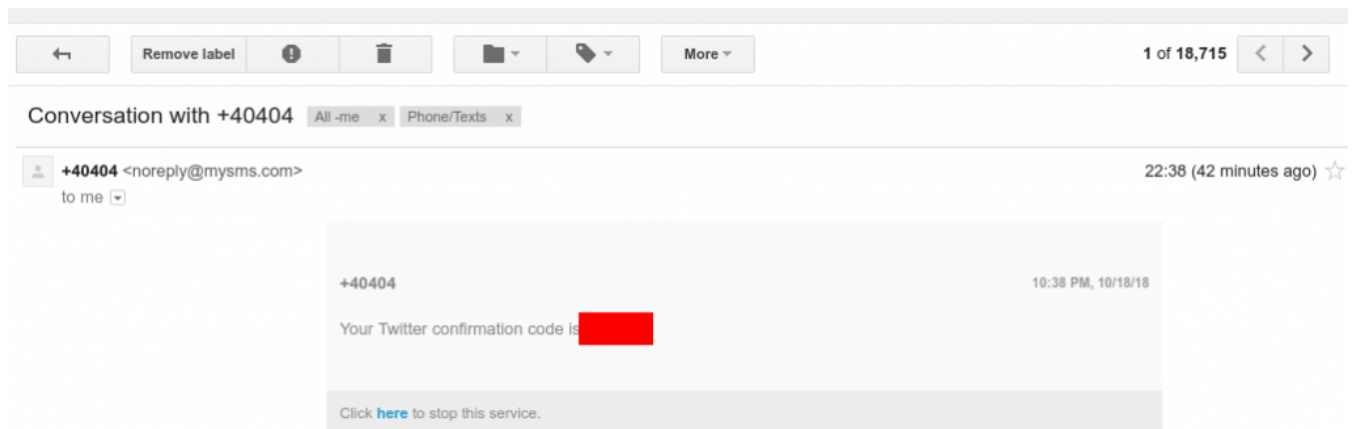 Remove label More 1 of 18,715
Conversation with +40404 All -me x Phone/Texts x
+40404 <noreply@mysms.com> 22:38 (42 minutes ago)
to me
+40404 10:38 PM, 10/18/18
Your Twitter confirmation code is
Click here to stop this service.